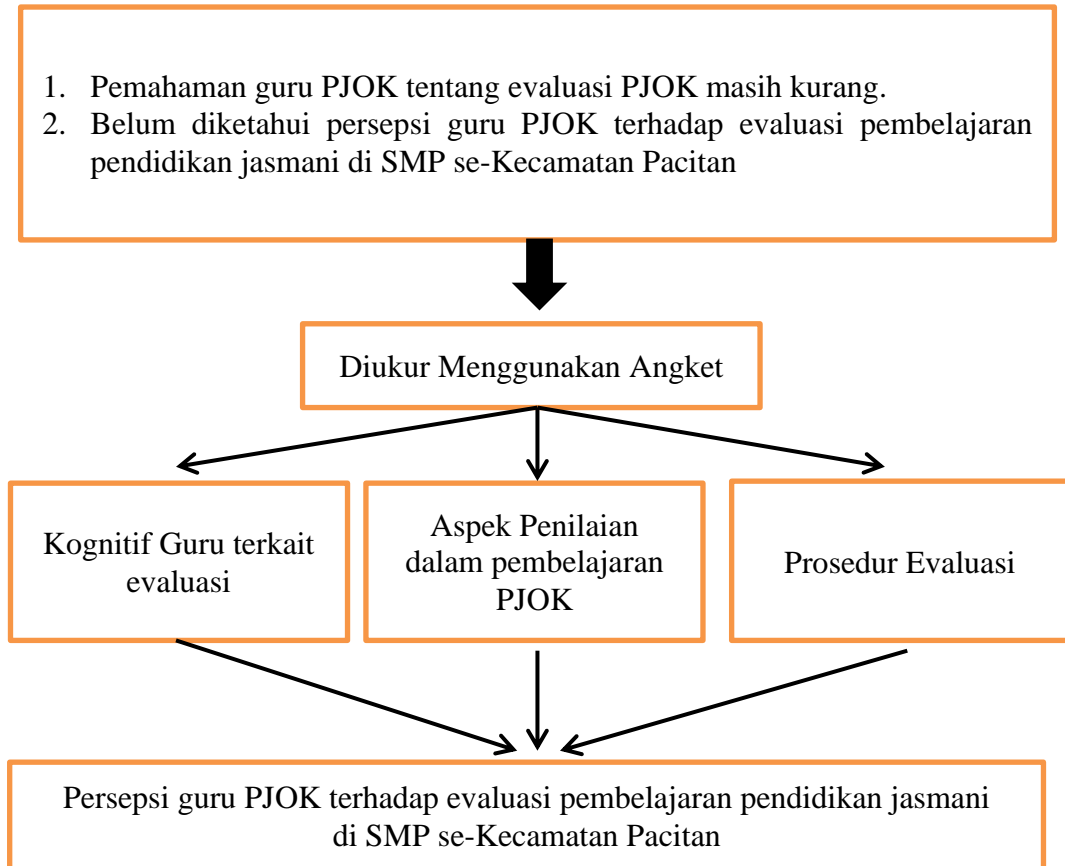 1. Pemahaman guru PJOK tentang evaluasi PJOK masih kurang.
2. Belum diketahui persepsi guru PJOK terhadap evaluasi pembelajaran
pendidikan jasmani di SMP se-Kecamatan Pacitan
Diukur Menggunakan Angket
Kognitif Guru terkait
evaluasi
Aspek Penilaian
dalam pembelajaran
PJOK
Prosedur Evaluasi
Persepsi guru PJOK terhadap evaluasi pembelajaran pendidikan jasmani
di SMP se-Kecamatan Pacitan